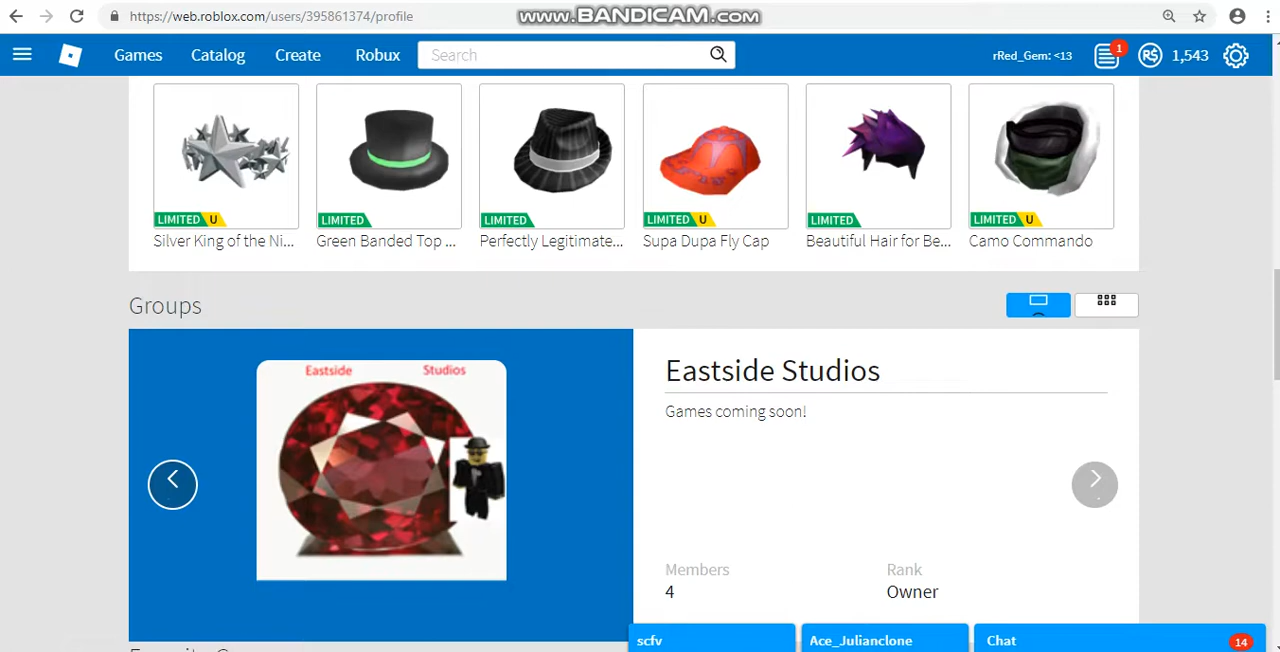 https://web.roblox.com/users/395861374/profile
www.BANDICAM.com
Games Catalog Create Robux Search rRed_Gem: <13 1 R$ 1,543
LIMITED U LIMITED LIMITED LIMITED U LIMITED LIMITED U
Silver King of the Ni... Green Banded Top ... Perfectly Legitimate... Supa Dupa Fly Cap Beautiful Hair for Be... Camo Commando
Groups
Eastside Studios
Eastside Studios
Games coming soon!
Members Rank
4 Owner
scfv Ace_Julianclone Chat 14